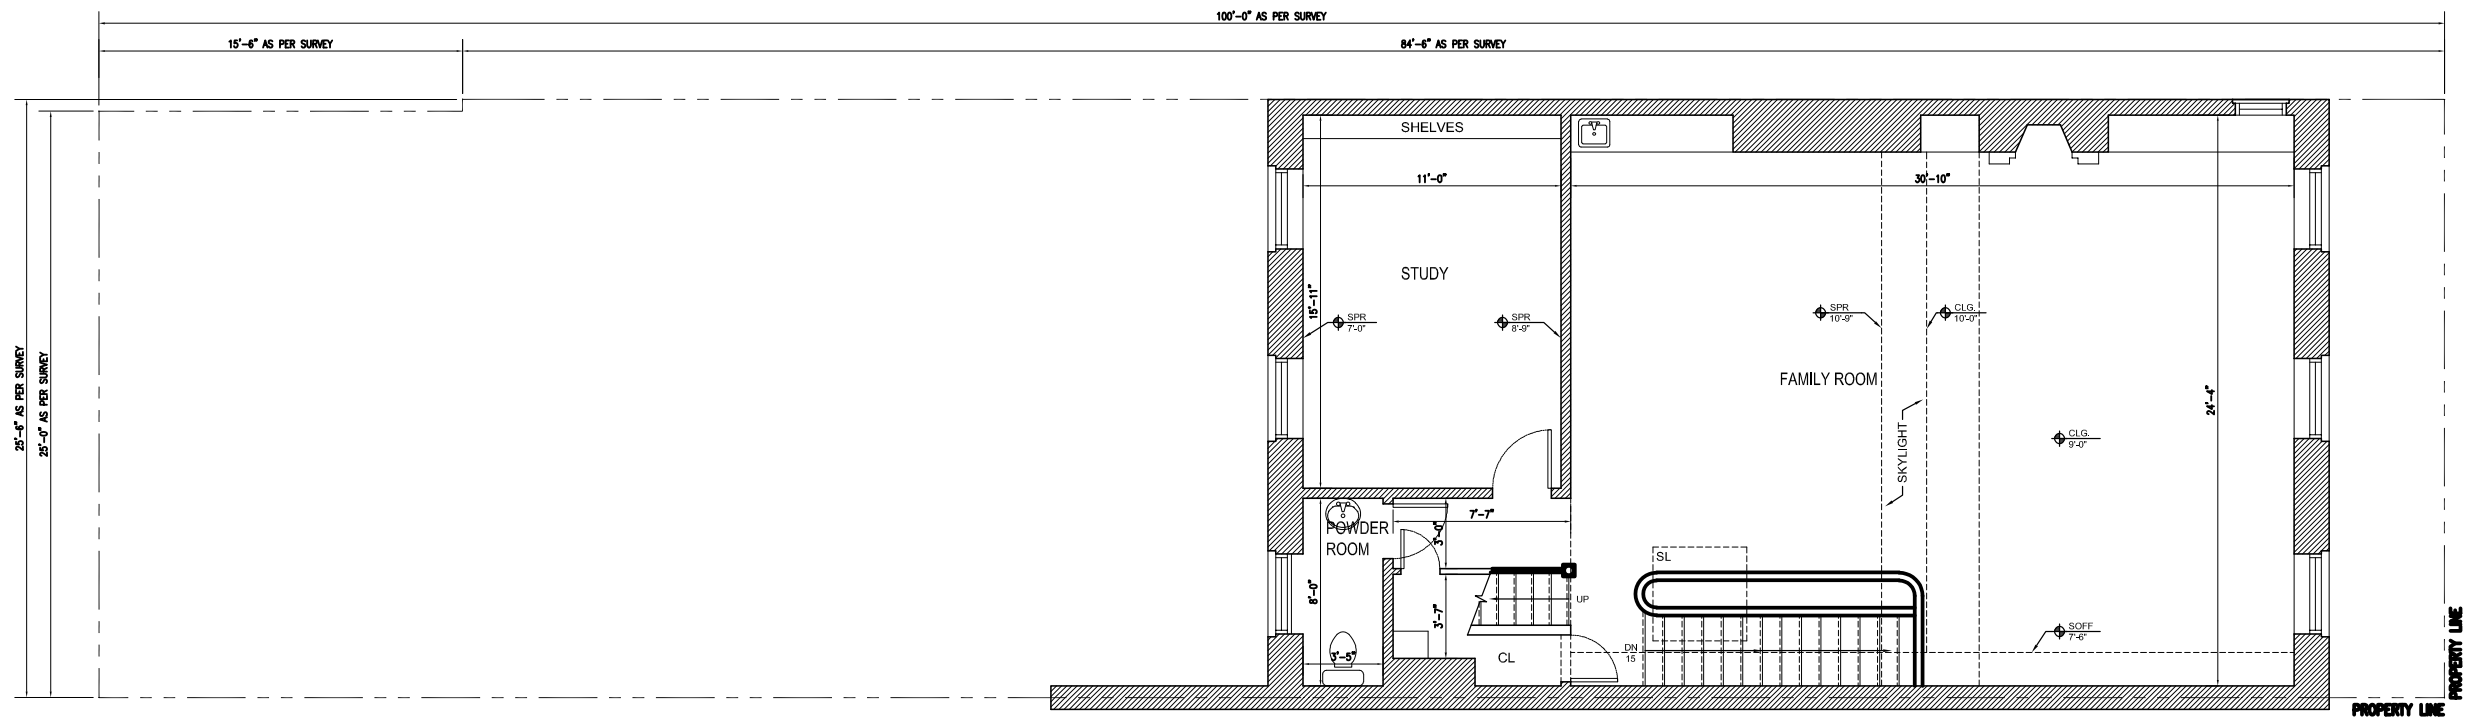 100'-0" AS PER SURVEY
15'-6" AS PER SURVEY
84'-6" AS PER SURVEY
25'-6" AS PER SURVEY
25'-0" AS PER SURVEY
SHELVES
11'-0"
30'-10"
STUDY
15'-11"
SPR
7'-0"
SPR
8'-9"
SPR
10'-9"
CLG.
10'-0"
FAMILY ROOM
24'-4"
SKYLIGHT
CLG.
9'-0"
7'-7"
3'-0"
POWDER
ROOM
SL
8'-0"
3'-7"
UP
3'-5"
CL
DN
15
SOFF
7'-6"
PROPERTY LINE
PROPERTY LINE